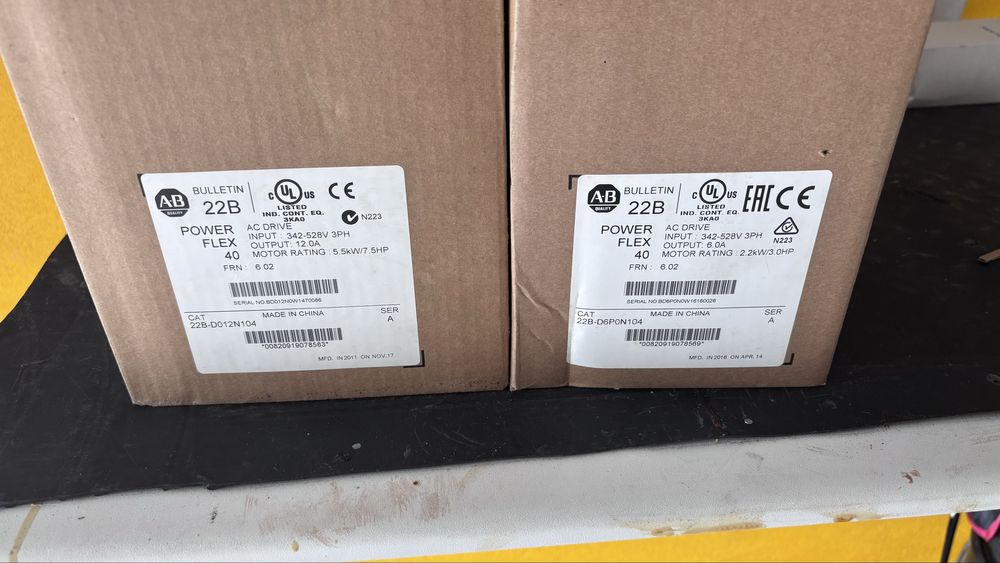 A-B
QUALITY
BULLETIN
22B
C UL US
LISTED
IND. CONT. EQ.
3KA0
CE
N223
POWER
FLEX
40
AC DRIVE
INPUT : 342-528V 3PH
OUTPUT: 12.0A
MOTOR RATING : 5.5kW/7.5HP
FRN : 6.02
SERIAL NO.BD012N0W1470086
CAT
MADE IN CHINA
SER
22B-D012N104
A
*00820919078583*
MFD. IN 2011 ON NOV.17
A-B
QUALITY
BULLETIN
22B
C UL US
LISTED
IND. CONT. EQ.
3KA0
EAC CE
N223
POWER
FLEX
40
AC DRIVE
INPUT : 342-528V 3PH
OUTPUT: 6.0A
MOTOR RATING : 2.2kW/3.0HP
FRN : 6.02
SERIAL NO.BD6P0N0W16160026
CAT
MADE IN CHINA
SER
22B-D6P0N104
A
*00820919078569*
MFD. IN 2016 ON APR. 14